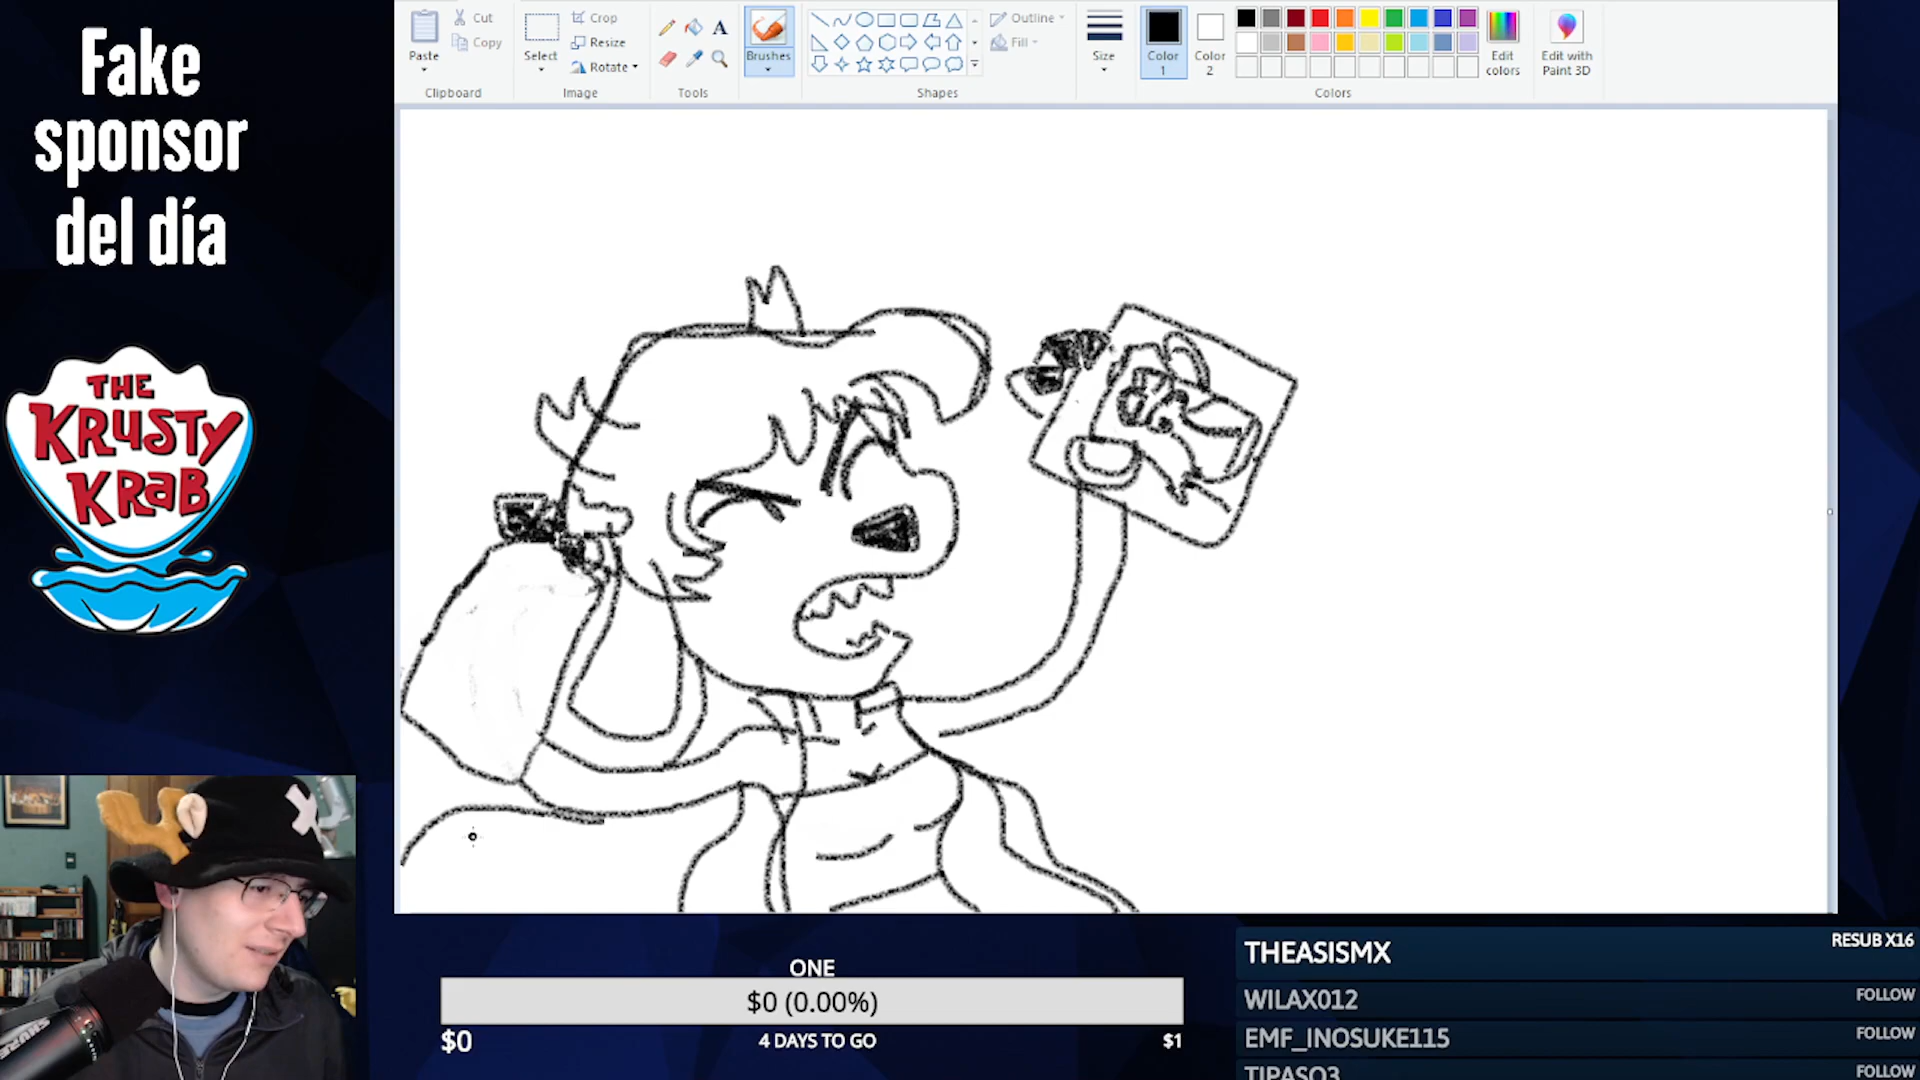 Fake
sponsor
del día
THE
KRUSTY
KRAB
Paste
Cut
Copy
Clipboard
Select
Crop
Resize
Rotate
Image
Tools
Brushes
Shapes
Outline
Fill
Size
Color
1
Color
2
Colors
Edit
colors
Edit with
Paint 3D
ONE
$0 (0.00%)
$0
4 DAYS TO GO
$1
THEASISMX
RESUB X16
WILAX012
FOLLOW
EMF_INOSUKE115
FOLLOW
TIPASO3
FOLLOW
SHURE